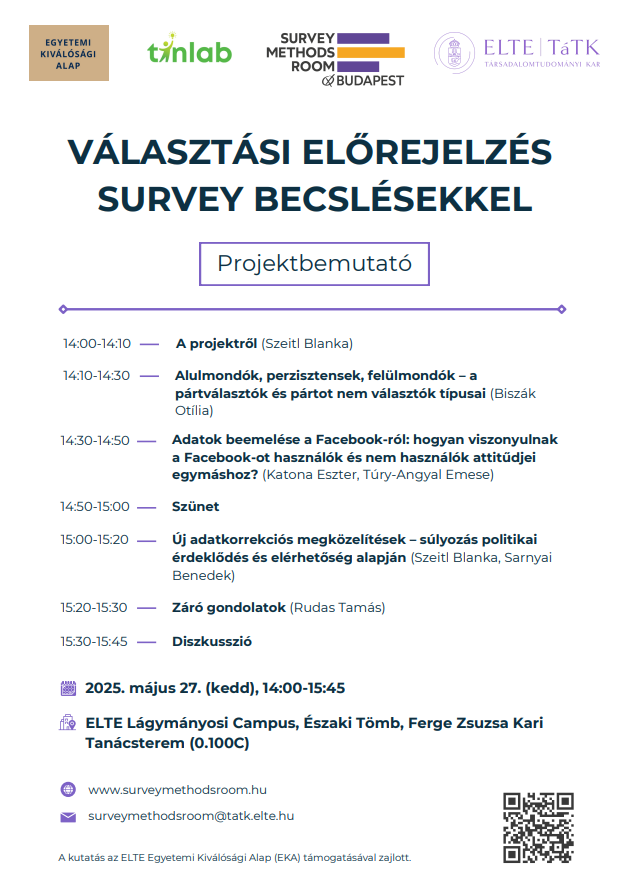 EGYETEMI
KIVÁLÓSÁGI
ALAP
tinlab
SURVEY
METHODS
ROOM
@BUDAPEST
ELTE | TáTK
TÁRSADALOMTUDOMÁNYI KAR
VÁLASZTÁSI ELŐREJELZÉS
SURVEY BECSLÉSEKKEL
Projektbemutató
14:00-14:10 — A projektről (Szeitl Blanka)
14:10-14:30 — Alulmondók, perzisztensek, felülmondók – a
pártválasztók és pártot nem választók típusai (Biszák
Otília)
14:30-14:50 — Adatok beemelése a Facebook-ról: hogyan viszonyulnak
a Facebook-ot használók és nem használók attitűdjei
egymáshoz? (Katona Eszter, Túry-Angyal Emese)
14:50-15:00 — Szünet
15:00-15:20 — Új adatkorrekciós megközelítések – súlyozás politikai
érdeklődés és elérhetőség alapján (Szeitl Blanka, Sarnyai
Benedek)
15:20-15:30 — Záró gondolatok (Rudas Tamás)
15:30-15:45 — Diszkusszió
2025. május 27. (kedd), 14:00-15:45
ELTE Lágymányosi Campus, Északi Tömb, Ferge Zsuzsa Kari
Tanácsterem (0.100C)
www.surveymethodsroom.hu
surveymethodsroom@tatk.elte.hu
A kutatás az ELTE Egyetemi Kiválósági Alap (EKA) támogatásával zajlott.